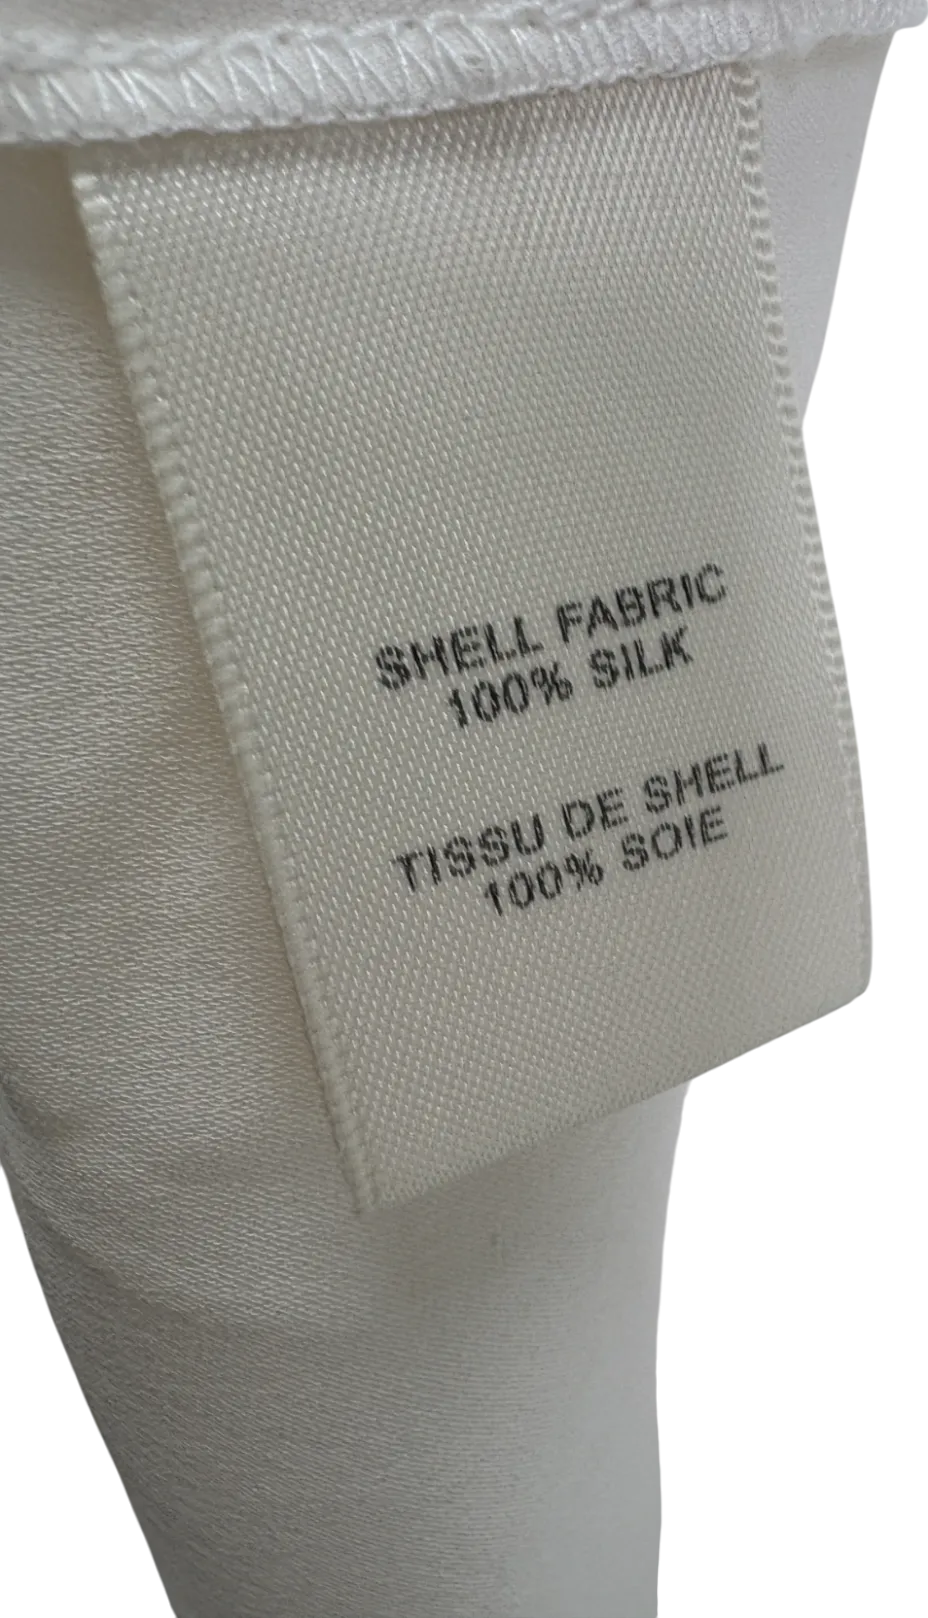 SHELL FABRIC
100% SILK
TISSU DE SHELL
100% SOIE